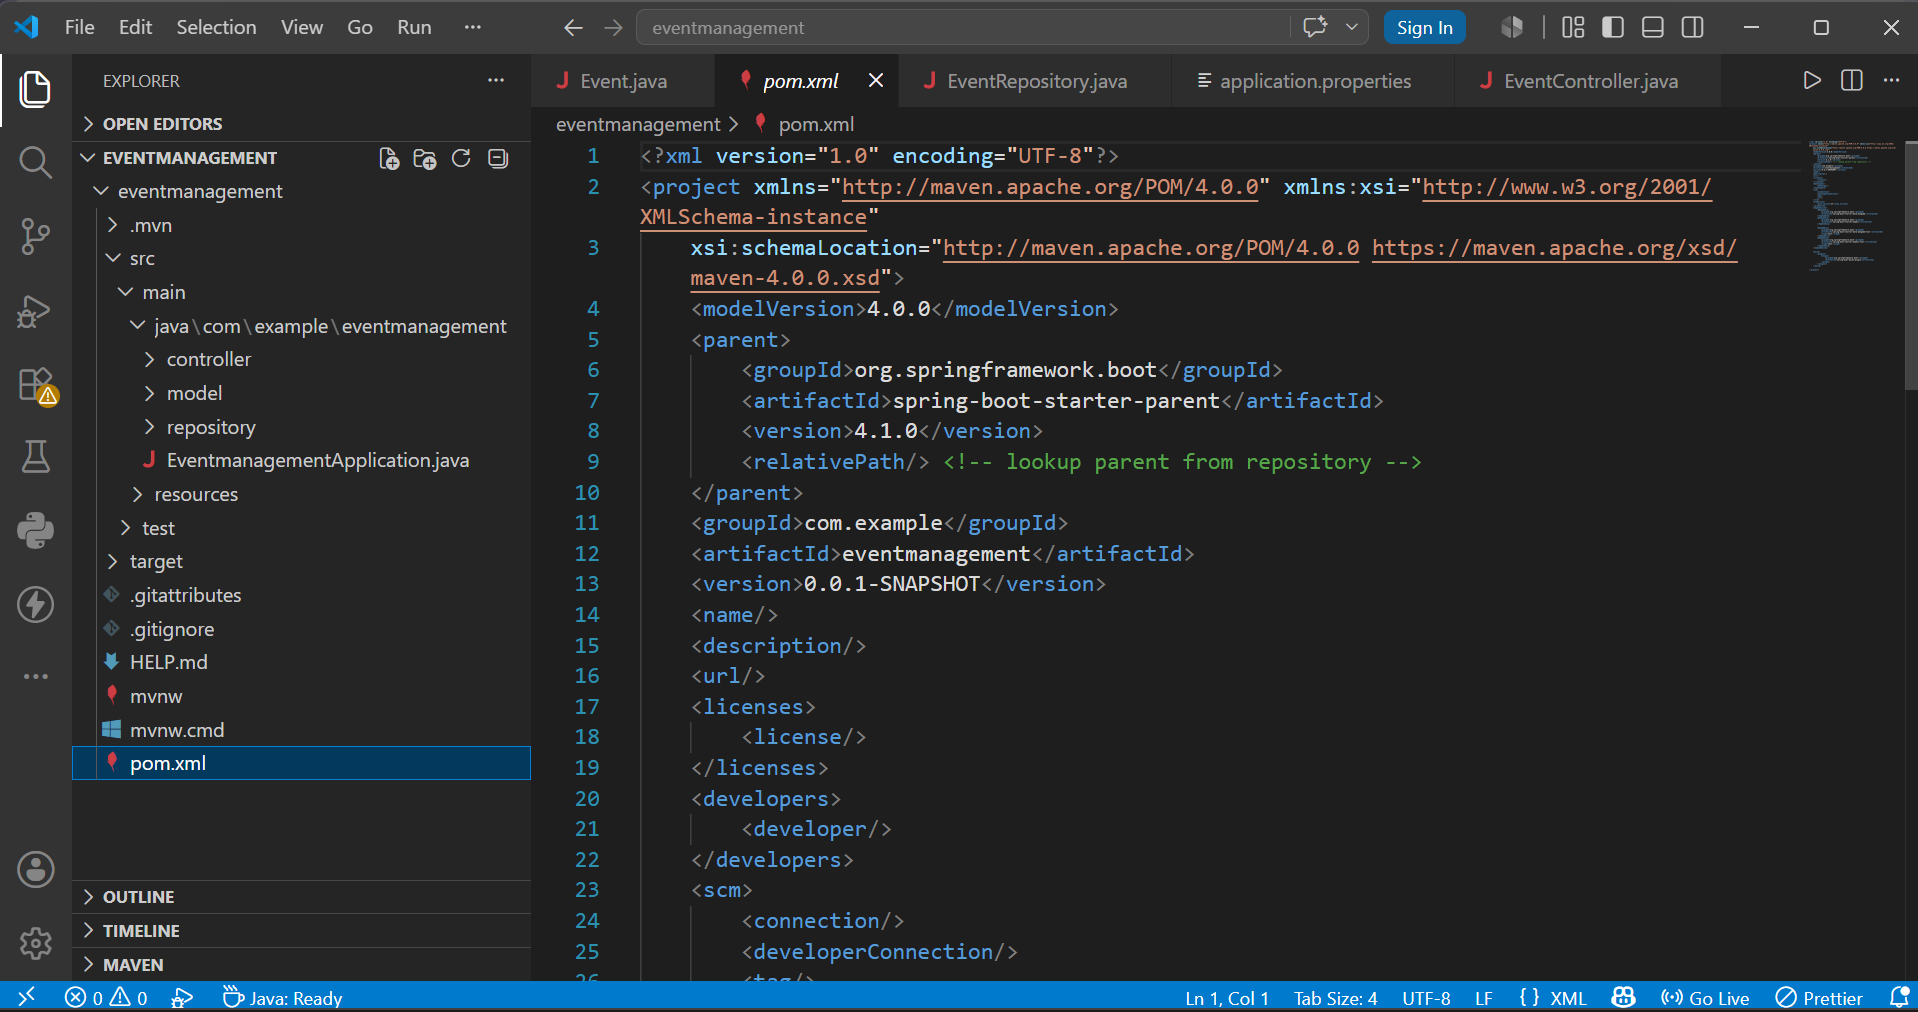 File Edit Selection View Go Run ···
eventmanagement
Sign In
EXPLORER
OPEN EDITORS
EVENTMANAGEMENT
eventmanagement
.mvn
src
main
java\com\example\eventmanagement
controller
model
repository
EventmanagementApplication.java
resources
test
target
.gitattributes
.gitignore
HELP.md
mvnw
mvnw.cmd
pom.xml
OUTLINE
TIMELINE
MAVEN
Event.java pom.xml EventRepository.java application.properties EventController.java
eventmanagement > pom.xml
1 <?xml version="1.0" encoding="UTF-8"?>
2 <project xmlns="http://maven.apache.org/POM/4.0.0" xmlns:xsi="http://www.w3.org/2001/
XMLSchema-instance"
3 xsi:schemaLocation="http://maven.apache.org/POM/4.0.0 https://maven.apache.org/xsd/
maven-4.0.0.xsd">
4 <modelVersion>4.0.0</modelVersion>
5 <parent>
6 <groupId>org.springframework.boot</groupId>
7 <artifactId>spring-boot-starter-parent</artifactId>
8 <version>4.1.0</version>
9 <relativePath/> <!-- lookup parent from repository -->
10 </parent>
11 <groupId>com.example</groupId>
12 <artifactId>eventmanagement</artifactId>
13 <version>0.0.1-SNAPSHOT</version>
14 <name/>
15 <description/>
16 <url/>
17 <licenses>
18 <license/>
19 </licenses>
20 <developers>
21 <developer/>
22 </developers>
23 <scm>
24 <connection/>
25 <developerConnection/>
26 <tag/>
0 0 Java: Ready
Ln 1, Col 1 Tab Size: 4 UTF-8 LF { } XML Go Live Prettier